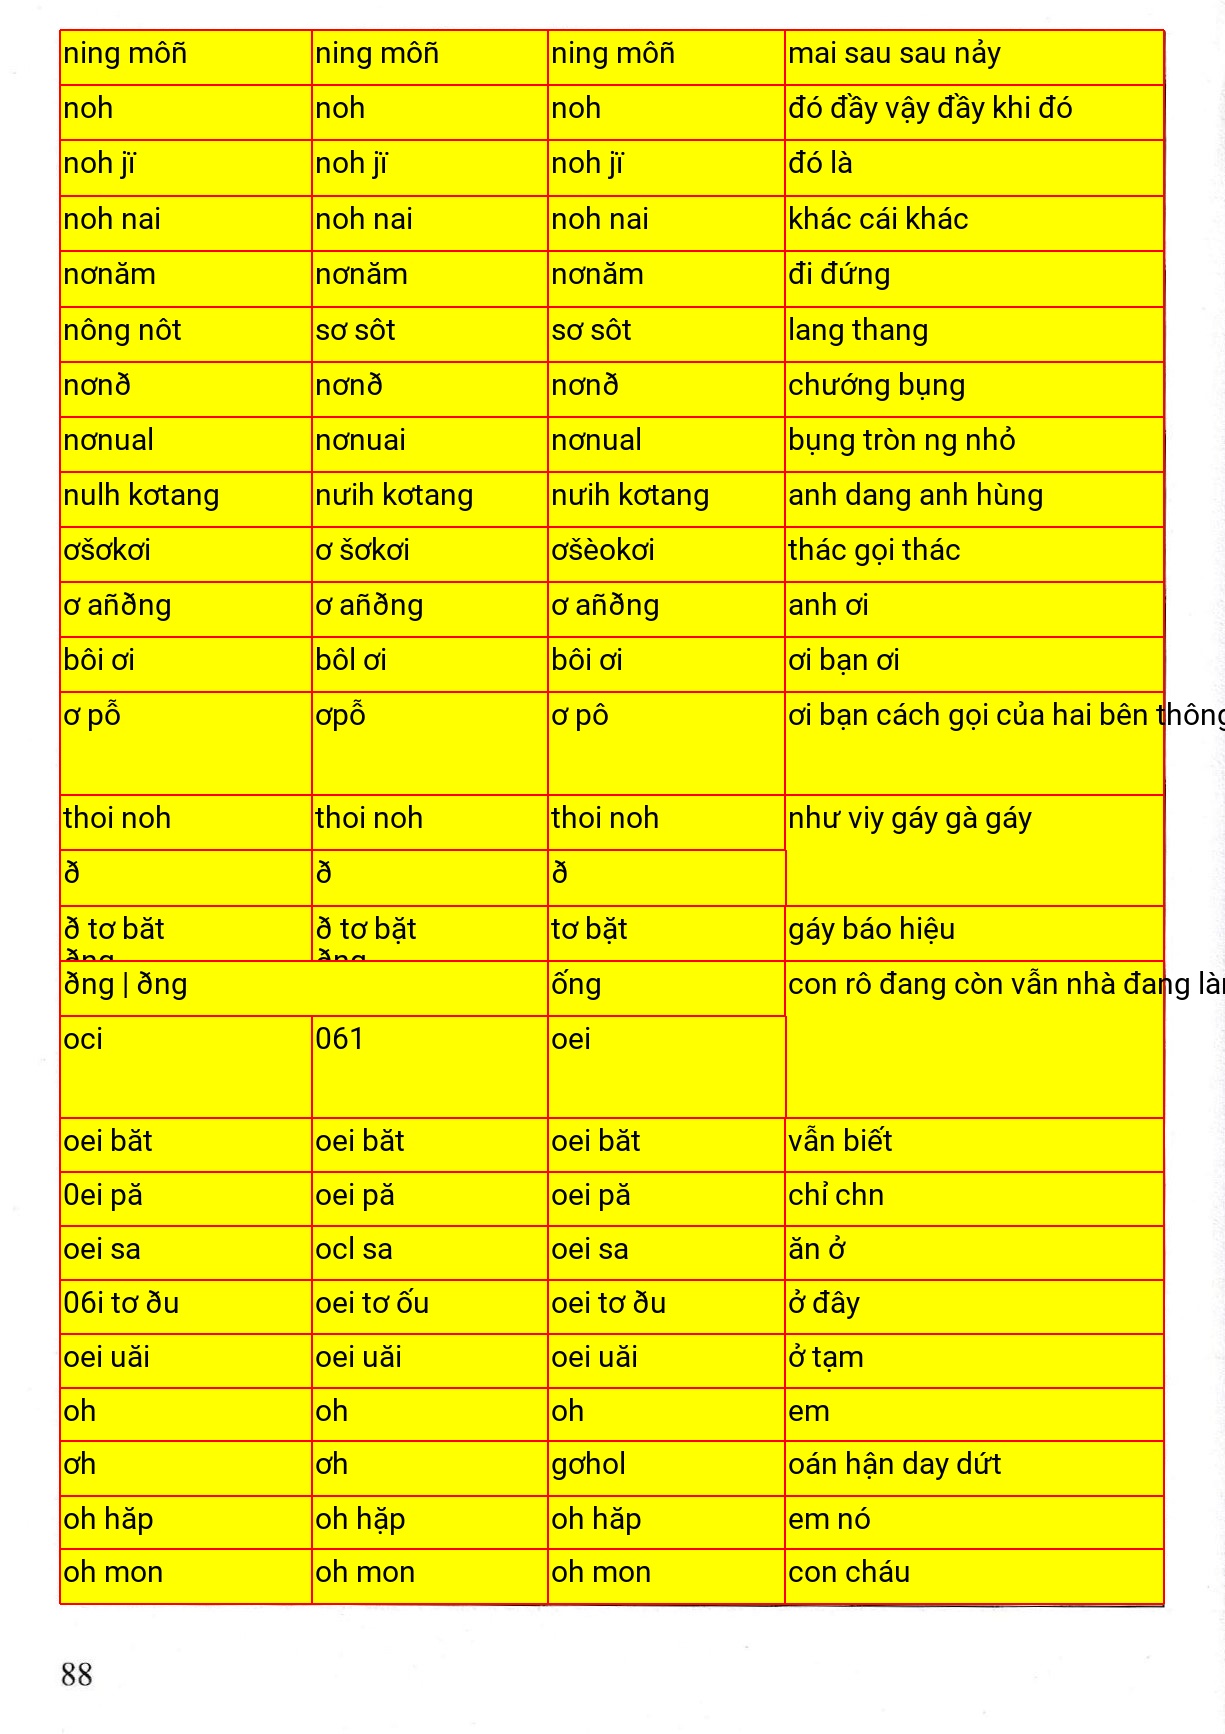 ning môñ ning môñ ning môñ mai sau sau nảy
noh noh noh đó đầy vậy đầy khi đó
noh jï noh jï noh jï đó là
noh nai noh nai noh nai khác cái khác
nơnăm nơnăm nơnăm đi đứng
nông nôt sơ sôt sơ sôt lang thang
nơnð nơnð nơnð chướng bụng
nơnual nơnuai nơnual bụng tròn ng nhỏ
nulh kơtang nưih kơtang nưih kơtang anh dang anh hùng
ơšơkơi ơ šơkơi ơšèokơi thác gọi thác
ơ añðng ơ añðng ơ añðng anh ơi
bôi ơi bôl ơi bôi ơi ơi bạn ơi
ơ pỗ ơpỗ ơ pô ơi bạn cách gọi của hai bên thông
thoi noh thoi noh thoi noh như viy gáy gà gáy
ð ð ð
ð tơ băt ð tơ bặt tơ bặt gáy báo hiệu
ðng ðng
ðng | ðng ống con rô đang còn vẫn nhà đang
oci 061 oei
oei băt oei băt oei băt vẫn biết
0ei pă oei pă oei pă chỉ chn
oei sa ocl sa oei sa ăn ở
06i tơ ðu oei tơ ốu oei tơ ðu ở đây
oei uăi oei uăi oei uăi ở tạm
oh oh oh em
ơh ơh gơhol oán hận day dứt
oh hăp oh hặp oh hăp em nó
oh mon oh mon oh mon con cháu
88